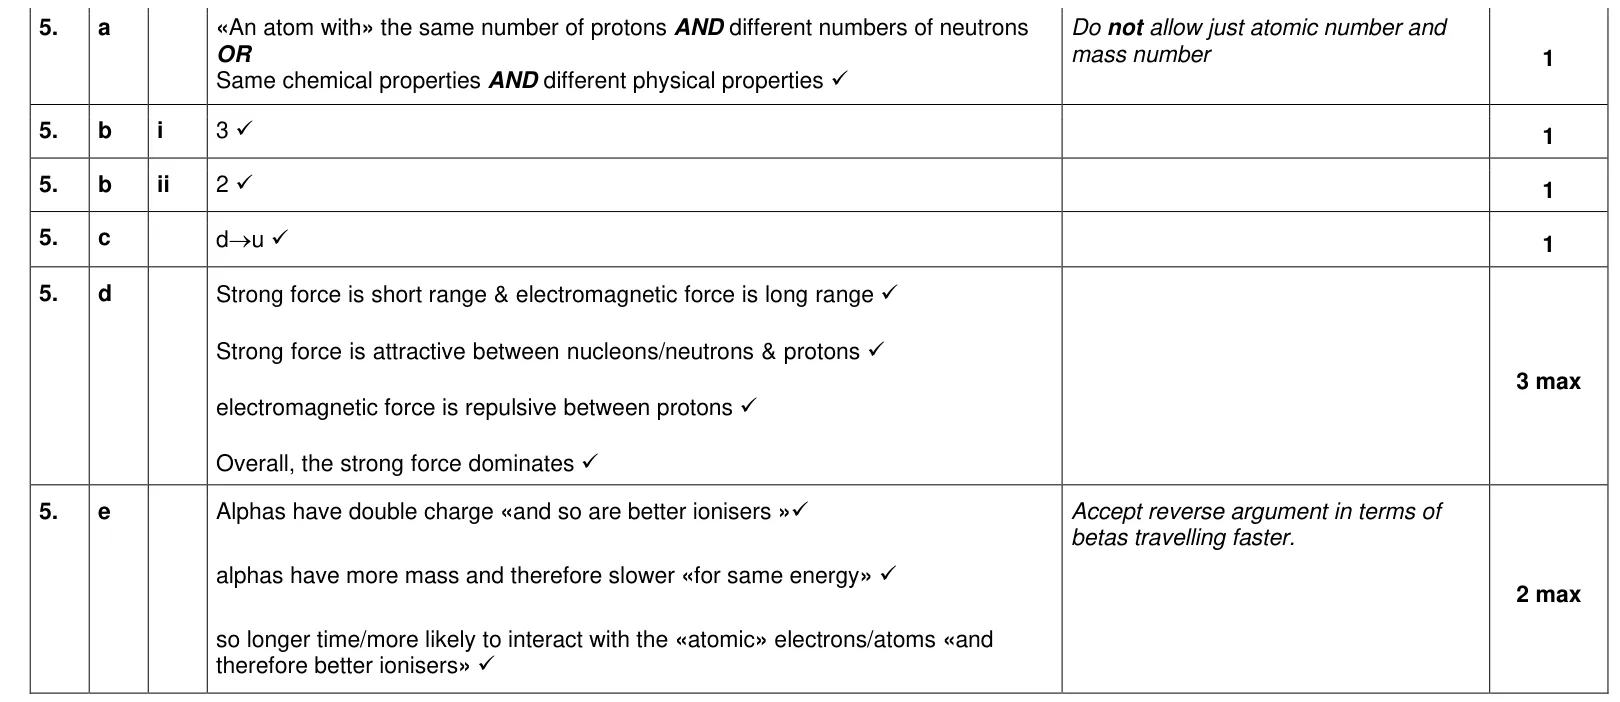 5. a «An atom with» the same number of protons AND different numbers of neutrons Do not allow just atomic number and
OR mass number
Same chemical properties AND different physical properties ✓ 1
5. b i 3 ✓ 1
5. b ii 2 ✓ 1
5. c d→u ✓ 1
5. d Strong force is short range & electromagnetic force is long range ✓
Strong force is attractive between nucleons/neutrons & protons ✓
3 max
electromagnetic force is repulsive between protons ✓
Overall, the strong force dominates ✓
5. e Alphas have double charge «and so are better ionisers »✓ Accept reverse argument in terms of
betas travelling faster.
alphas have more mass and therefore slower «for same energy» ✓
2 max
so longer time/more likely to interact with the «atomic» electrons/atoms «and
therefore better ionisers» ✓